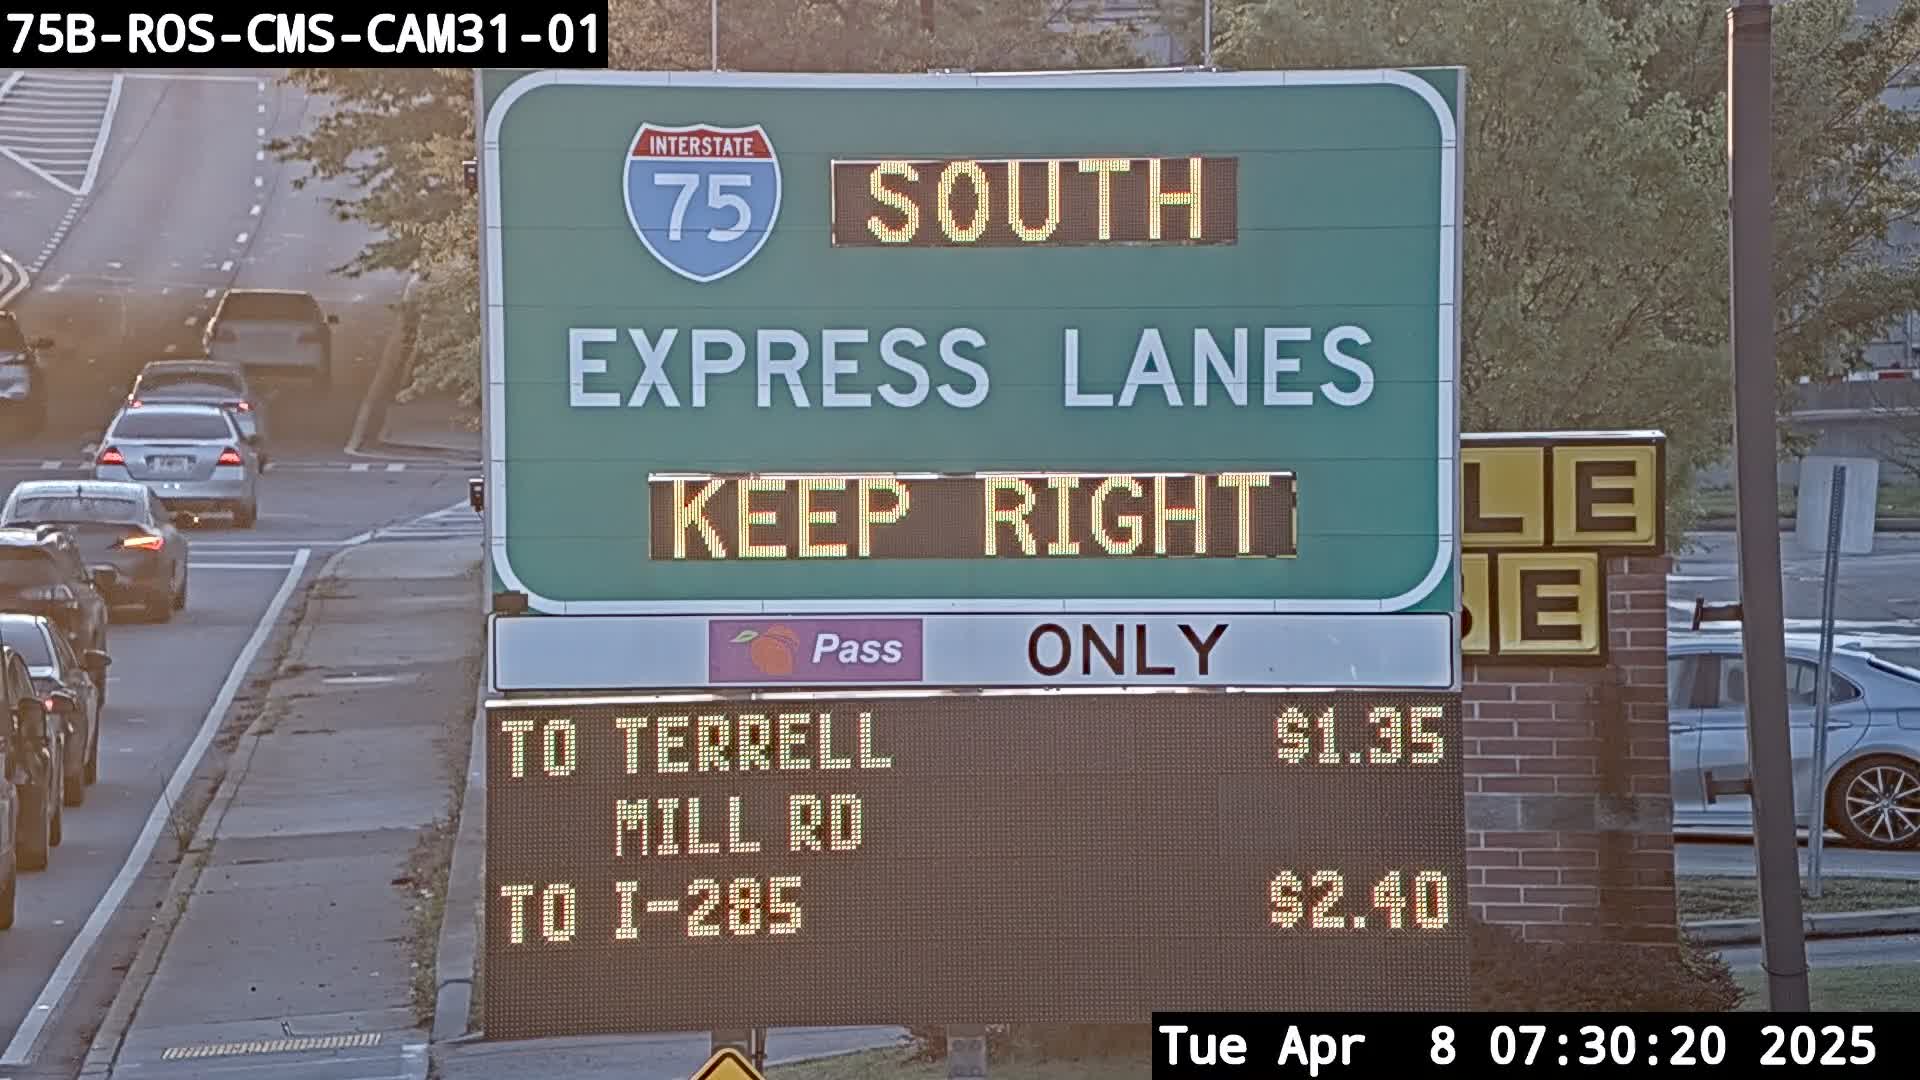 75B-ROS-CMS-CAM31-01
INTERSTATE
75
SOUTH
EXPRESS LANES
KEEP RIGHT
Pass ONLY
TO TERRELL $1.35
MILL RD
TO I-285 $2.40
LE
E
Tue Apr 8 07:30:20 2025